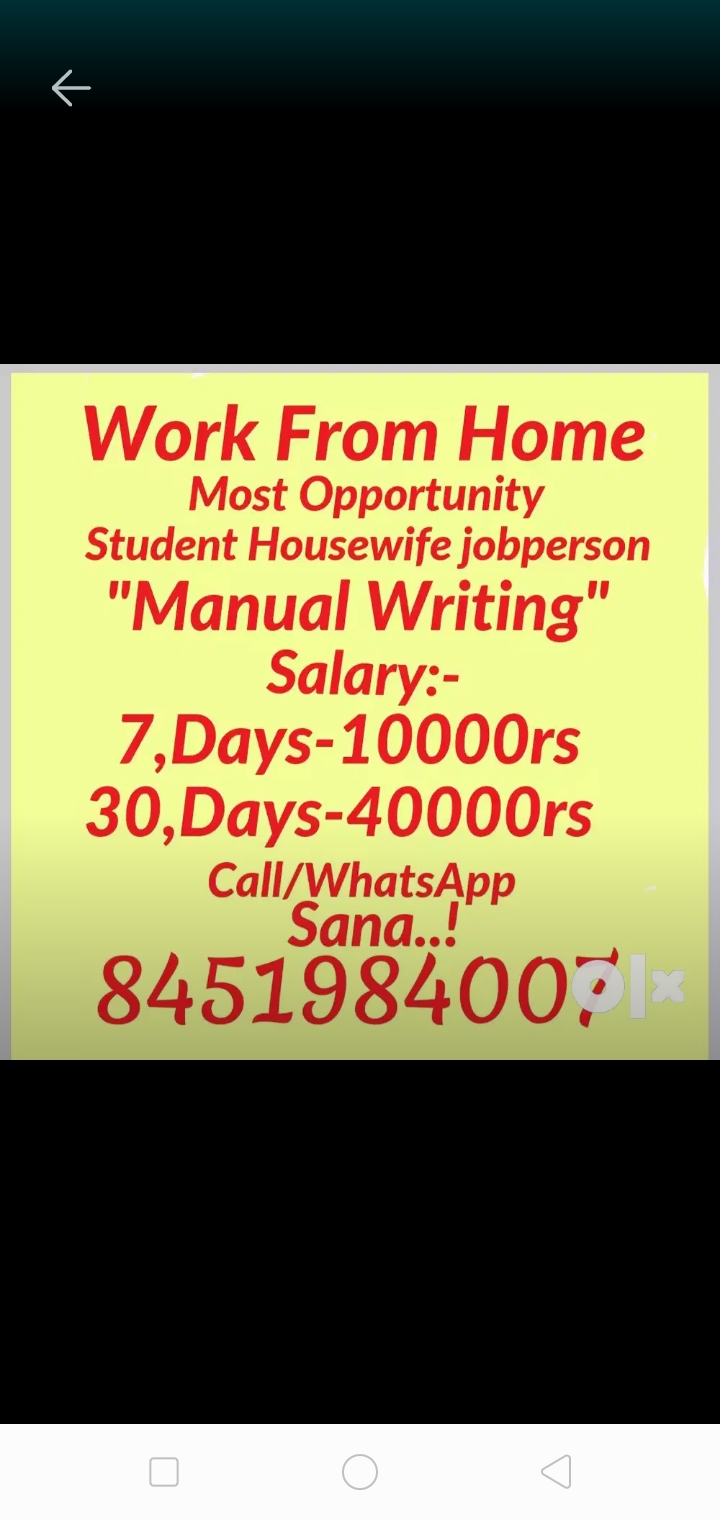 Work From Home
Most Opportunity
Student Housewife jobperson
"Manual Writing"
Salary:-
7,Days-10000rs
30,Days-40000rs
Call/WhatsApp
Sana..!
8451984007
olx